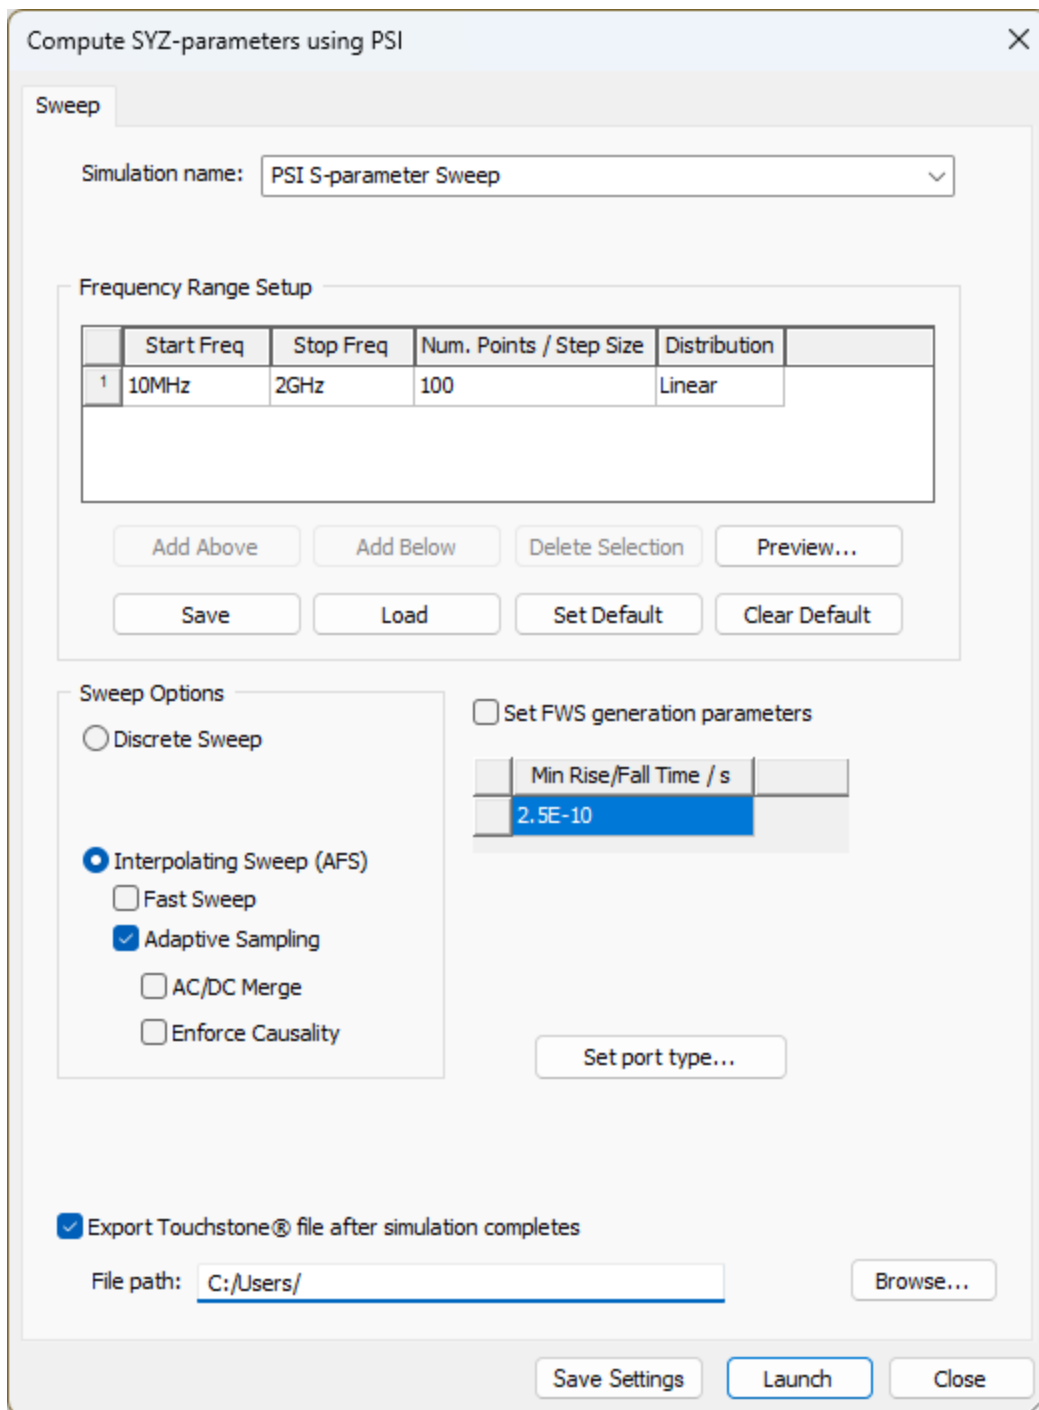 Compute SYZ-parameters using PSI
Sweep
Simulation name: PSI S-parameter Sweep
Frequency Range Setup
Start Freq Stop Freq Num. Points / Step Size Distribution
1 10MHz 2GHz 100 Linear
Add Above Add Below Delete Selection Preview...
Save Load Set Default Clear Default
Sweep Options
Set FWS generation parameters
Discrete Sweep
Min Rise/Fall Time / s
2.5E-10
Interpolating Sweep (AFS)
Fast Sweep
Adaptive Sampling
AC/DC Merge
Enforce Causality
Set port type...
Export Touchstone® file after simulation completes
File path: C:/Users/ Browse...
Save Settings Launch Close